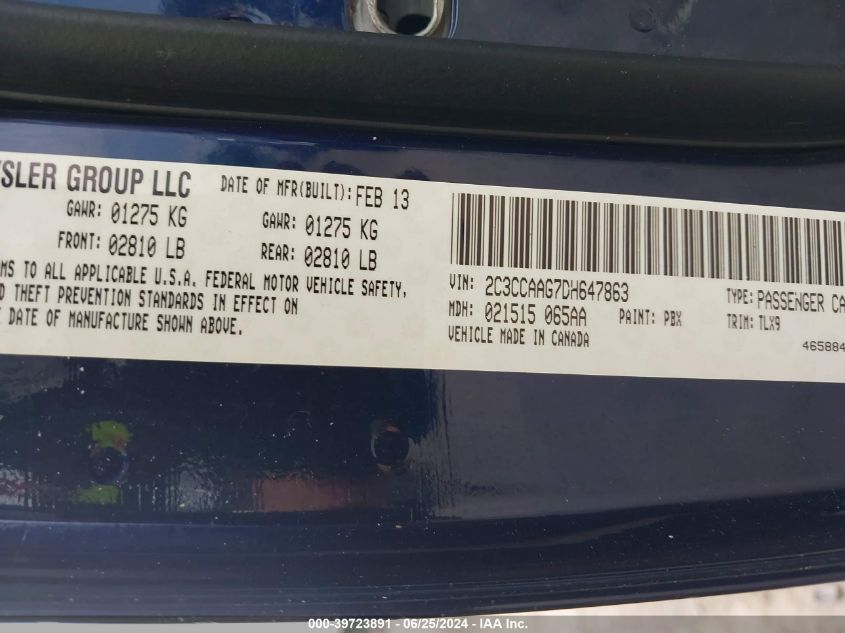 YSLER GROUP LLC DATE OF MFR(BUILT): FEB 13
GAWR: 01275 KG GAWR: 01275 KG
FRONT: 02810 LB REAR: 02810 LB
MS TO ALL APPLICABLE U.S.A. FEDERAL MOTOR VEHICLE SAFETY,
D THEFT PREVENTION STANDARDS IN EFFECT ON
E DATE OF MANUFACTURE SHOWN ABOVE.
VIN: 2C3CCAAG7DH647863 TYPE: PASSENGER CA
MDH: 021515 065AA PAINT: PBX TRIM: TLX9
VEHICLE MADE IN CANADA 465884
000-39723891 - 06/25/2024 - IAA Inc.